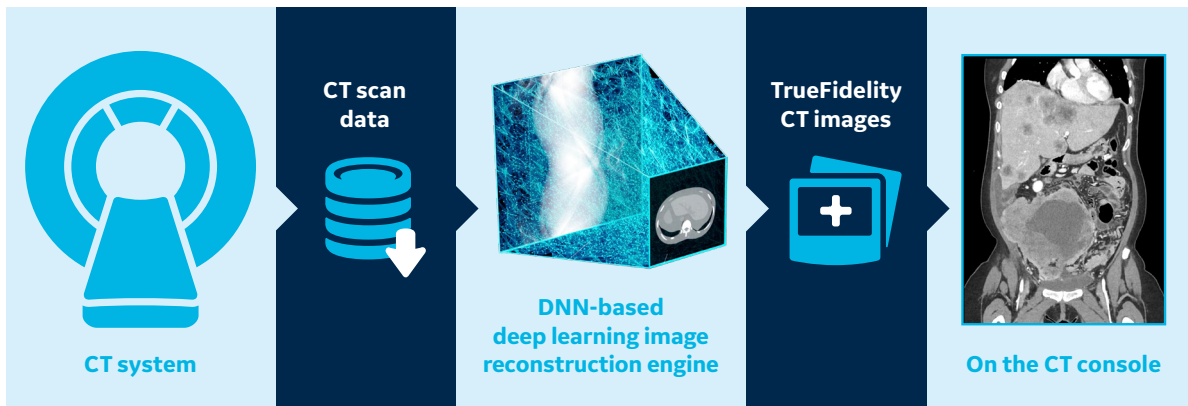 CT system
CT scan
data
DNN-based
deep learning image
reconstruction engine
TrueFidelity
CT images
On the CT console